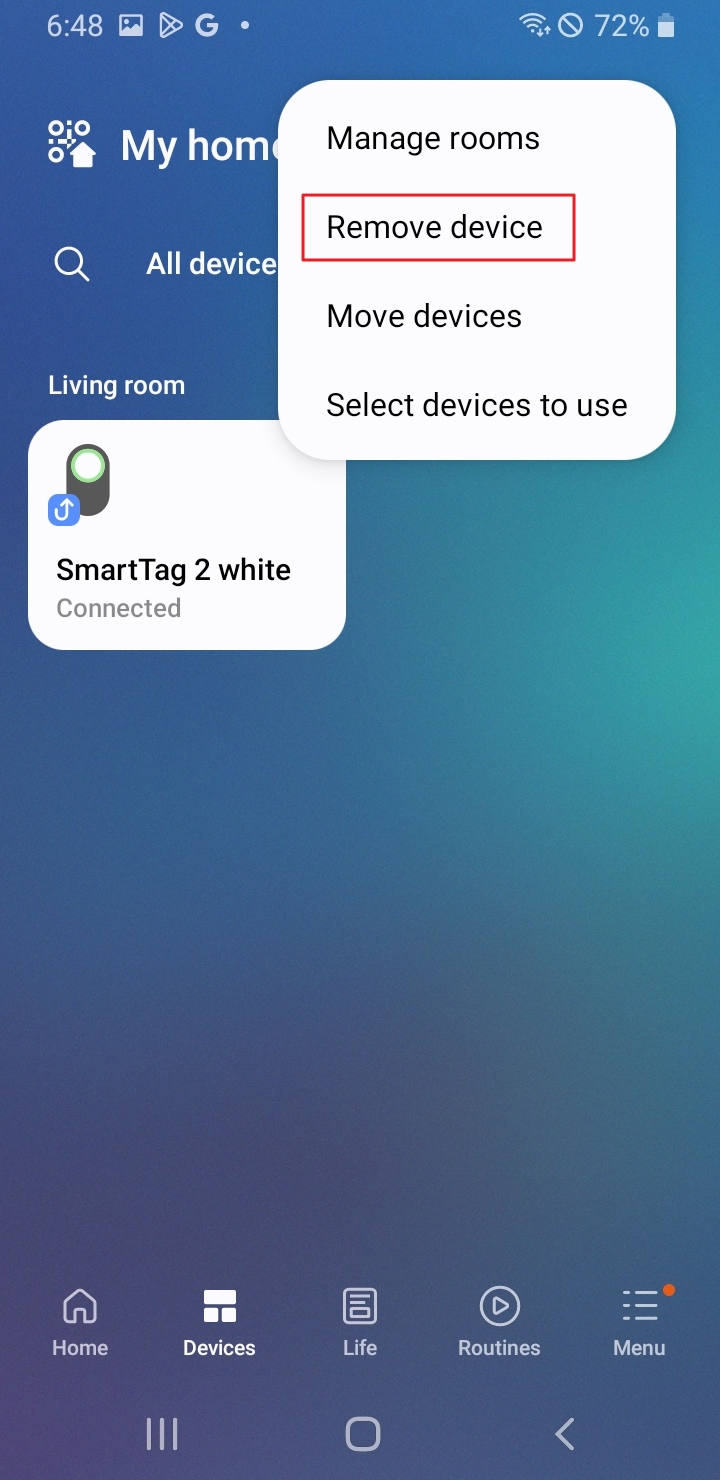 6:48 72%
My home
Manage rooms
Remove device
All device
Move devices
Living room
Select devices to use
SmartTag 2 white
Connected
Home Devices Life Routines Menu